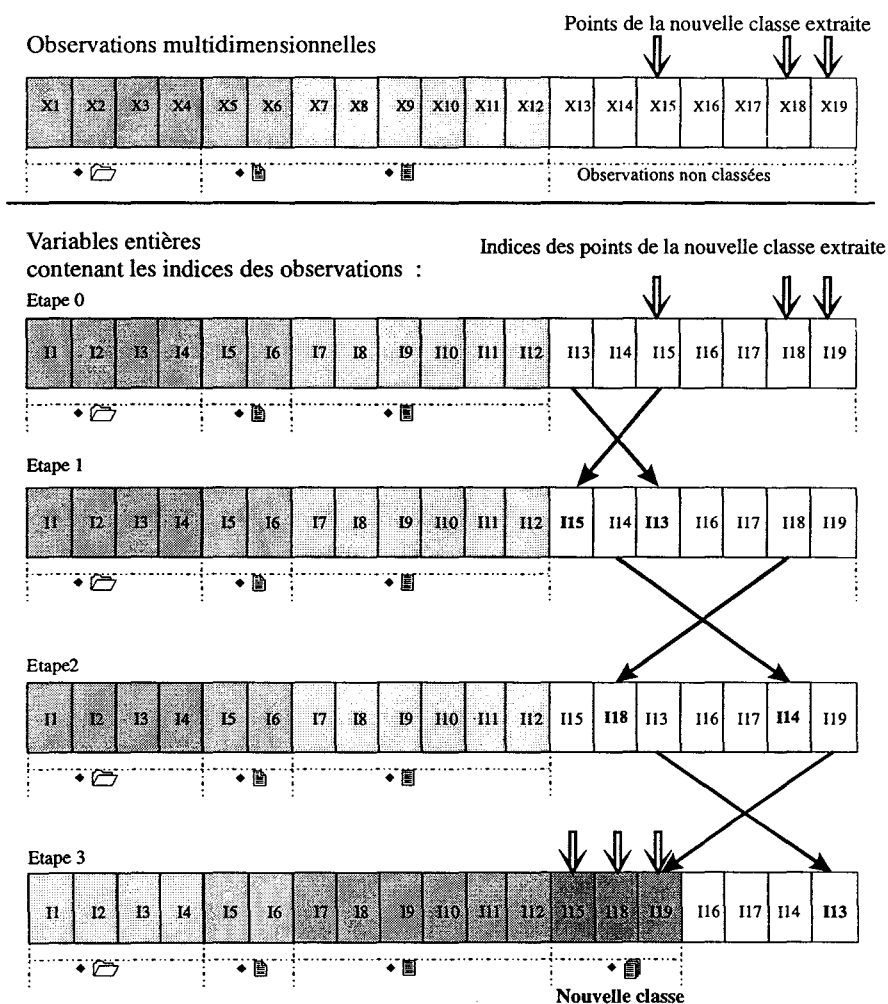 Points de la nouvelle classe extraite
Observations multidimensionnelles
X1 X2 X3 X4 X5 X6 X7 X8 X9 X10 X11 X12 X13 X14 X15 X16 X17 X18 X19
Observations non classées
Variables entières
contenant les indices des observations :
Indices des points de la nouvelle classe extraite
Etape 0
I1 I2 I3 I4 I5 I6 I7 I8 I9 I10 I11 I12 I13 I14 I15 I16 I17 I18 I19
Etape 1
I1 I2 I3 I4 I5 I6 I7 I8 I9 I10 I11 I12 I15 I14 I13 I16 I17 I18 I19
Etape2
I1 I2 I3 I4 I5 I6 I7 I8 I9 I10 I11 I12 I15 I18 I13 I16 I17 I14 I19
Etape 3
I1 I2 I3 I4 I5 I6 I7 I8 I9 I10 I11 I12 I15 I18 I19 I16 I17 I14 I13
Nouvelle classe